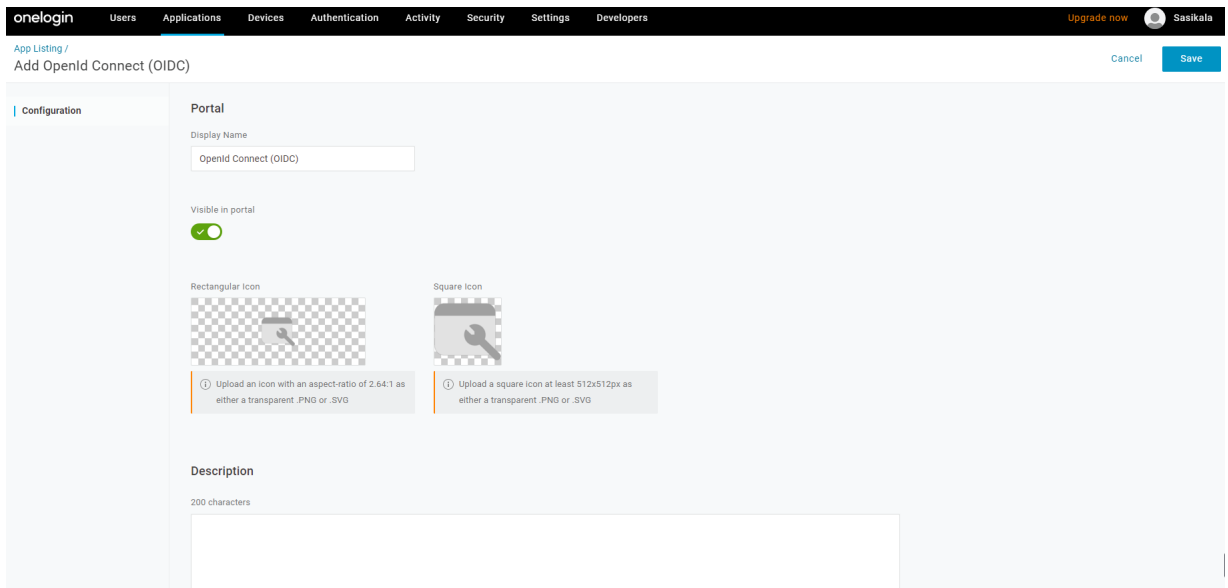 onelogin Users Applications Devices Authentication Activity Security Settings Developers Upgrade now Sasikala
App Listing /
Add OpenId Connect (OIDC)
Cancel Save
Configuration
Portal
Display Name
OpenId Connect (OIDC)
Visible in portal
Rectangular Icon Square Icon
Upload an icon with an aspect-ratio of 2.64:1 as Upload a square icon at least 512x512px as
either a transparent .PNG or .SVG either a transparent .PNG or .SVG
Description
200 characters